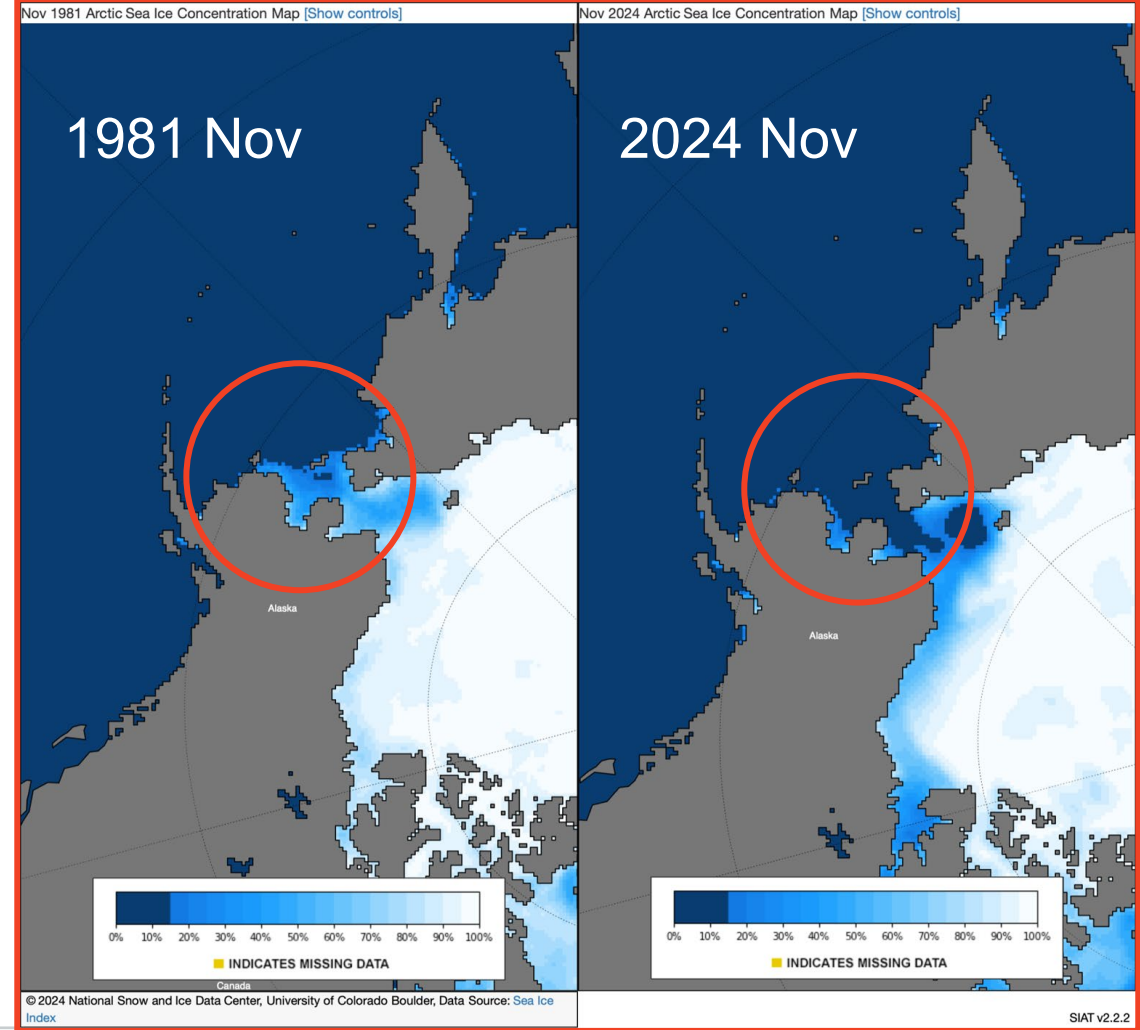 Nov 1981 Arctic Sea Ice Concentration Map [Show controls]
Nov 2024 Arctic Sea Ice Concentration Map [Show controls]
1981 Nov
2024 Nov
Alaska
Alaska
0% 10% 20% 30% 40% 50% 60% 70% 80% 90% 100%
INDICATES MISSING DATA
0% 10% 20% 30% 40% 50% 60% 70% 80% 90% 100%
INDICATES MISSING DATA
Canada
© 2024 National Snow and Ice Data Center, University of Colorado Boulder, Data Source: Sea Ice
Index
SIAT v2.2.2